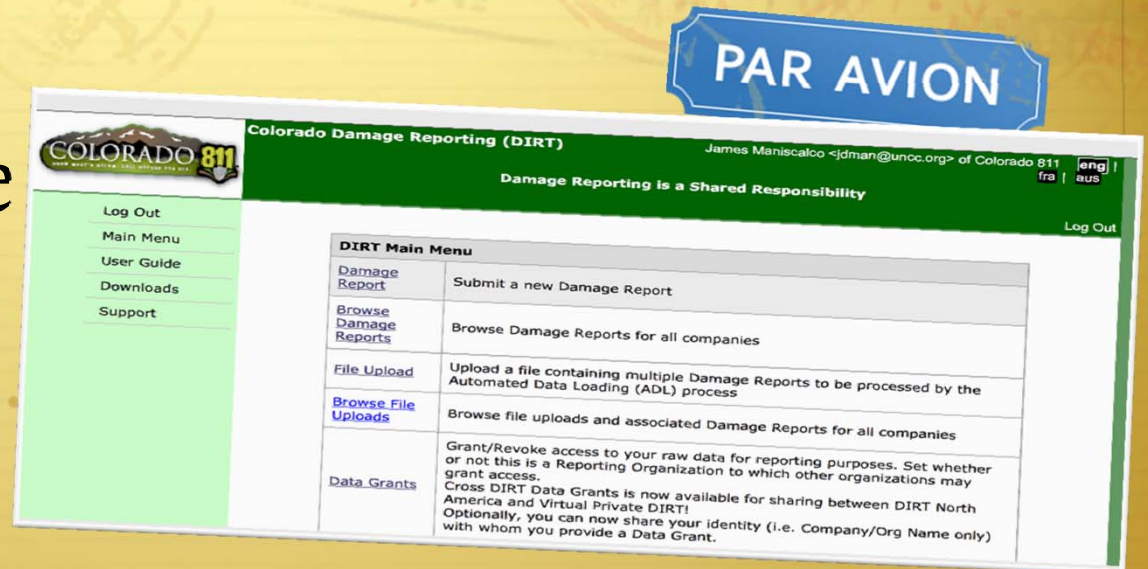 PAR AVION
e
COLORADO 811
Colorado Damage Reporting (DIRT)
James Maniscalco <jdman@uncc.org> of Colorado 811 | eng |
fra | aus
Damage Reporting is a Shared Responsibility
Log Out
Log Out
Main Menu
User Guide
Downloads
Support
DIRT Main Menu
Damage
Report
Submit a new Damage Report
Browse
Damage
Reports
Browse Damage Reports for all companies
File Upload
Upload a file containing multiple Damage Reports to be processed by the
Automated Data Loading (ADL) process
Browse File
Uploads
Browse file uploads and associated Damage Reports for all companies
Data Grants
Grant/Revoke access to your raw data for reporting purposes. Set whether
or not this is a Reporting Organization to which other organizations may
grant access.
Cross DIRT Data Grants is now available for sharing between DIRT North
America and Virtual Private DIRT!
Optionally, you can now share your identity (i.e. Company/Org Name only)
with whom you provide a Data Grant.